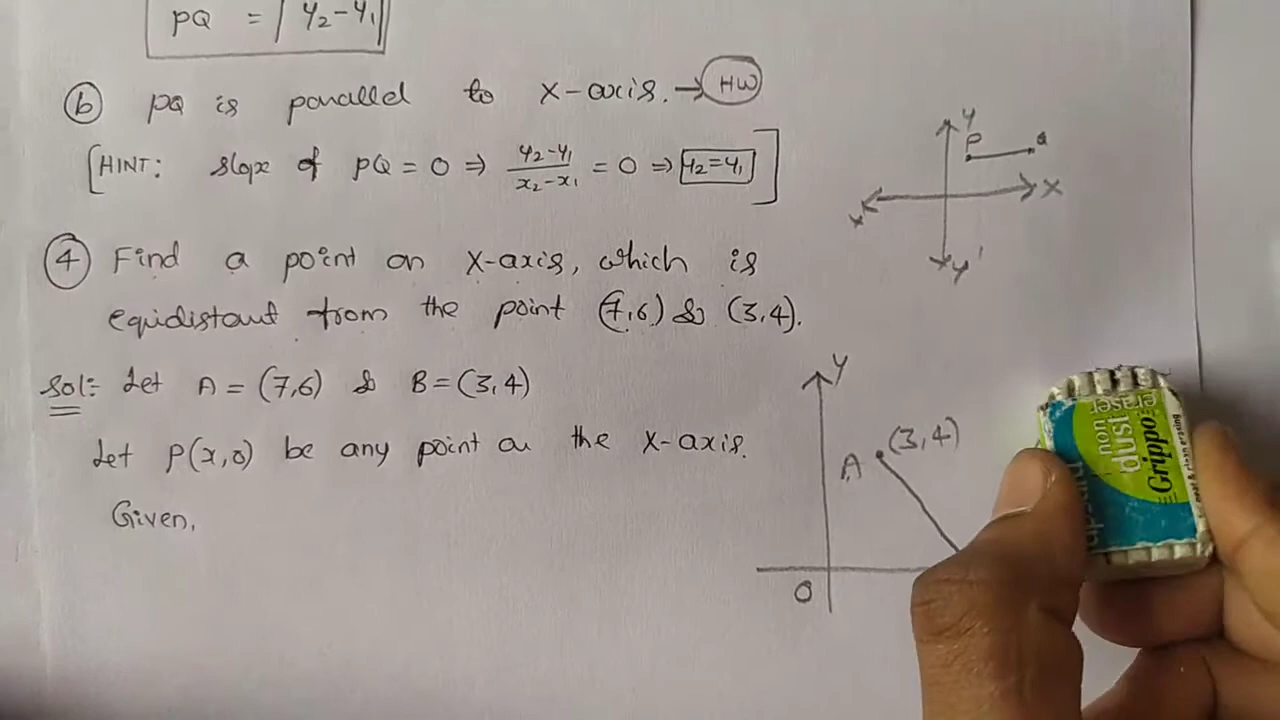 PQ = |y₂-y₁|
(b) PQ is parallel to X-axis. → HW
[HINT: slope of PQ = 0 ⇒ y₂-y₁/x₂-x₁ = 0 ⇒ y₂=y₁]
Y
P
Q
X
Y'
(4) Find a point on X-axis, which is
equidistant from the point (7,6) & (3,4).
Sol: Let A = (7,6) & B = (3,4)
Let P(x,0) be any point on the X-axis.
Given,
Y
A (3,4)
O
eraser
non
dust
Grippo